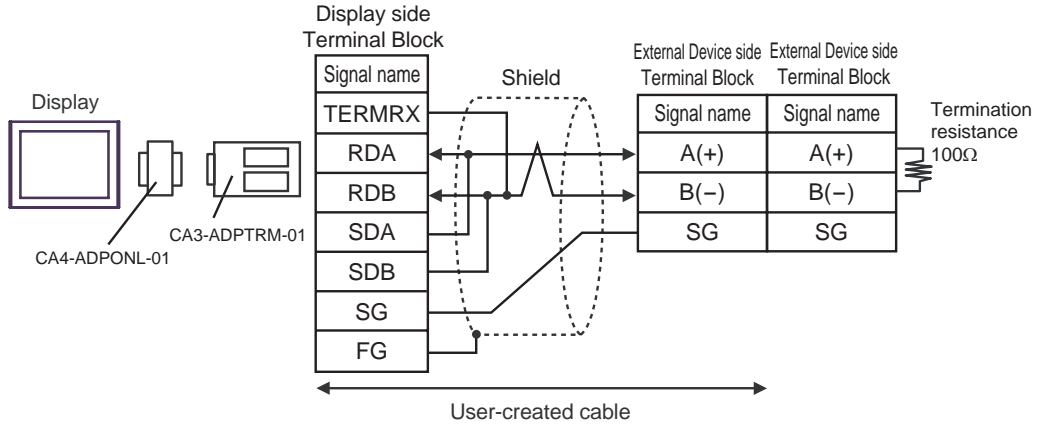 Display side
Terminal Block
Signal name
TERMRX
RDA
RDB
SDA
SDB
SG
FG
Display
CA4-ADPONL-01
CA3-ADPTRM-01
Shield
External Device side
Terminal Block
Signal name
A(+)
B(−)
SG
External Device side
Terminal Block
Signal name
A(+)
B(−)
SG
Termination
resistance
100Ω
User-created cable